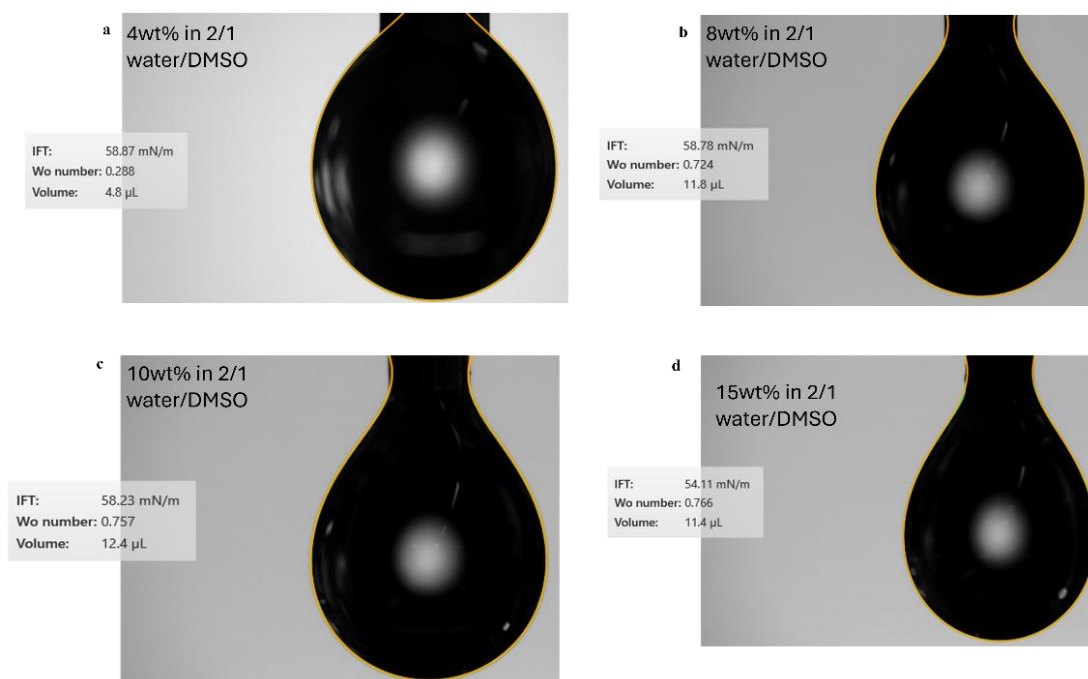 a
4wt% in 2/1
water/DMSO
IFT: 58.87 mN/m
Wo number: 0.288
Volume: 4.8 µL
b
8wt% in 2/1
water/DMSO
IFT: 58.78 mN/m
Wo number: 0.724
Volume: 11.8 µL
c
10wt% in 2/1
water/DMSO
IFT: 58.23 mN/m
Wo number: 0.757
Volume: 12.4 µL
d
15wt% in 2/1
water/DMSO
IFT: 54.11 mN/m
Wo number: 0.766
Volume: 11.4 µL